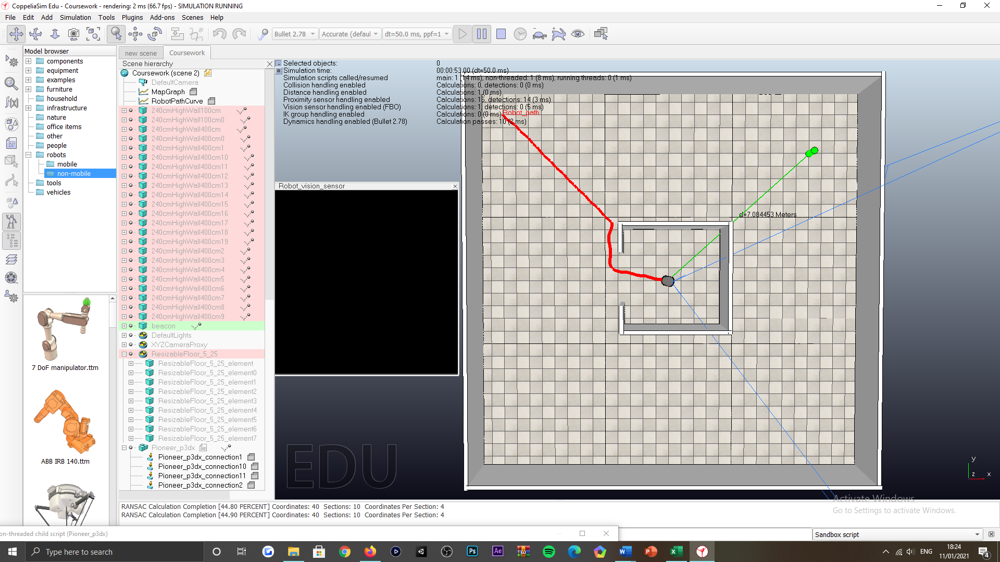 CoppeliaSim Edu - Coursework - rendering: 2 ms (66.7 fps) - SIMULATION RUNNING
File Edit Add Simulation Tools Plugins Add-ons Scenes Help
Bullet 2.78 Accurate (defaul dt=50.0 ms, ppf=1
Model browser
components
equipment
examples
furniture
household
infrastructure
nature
office items
other
people
robots
mobile
non-mobile
tools
vehicles
7 DoF manipulator.ttm
ABB IRB 140.ttm
new scene Coursework
Scene hierarchy
Coursework (scene 2)
DefaultCamera
MapGraph
RobotPathCurve
240cmHighWall100cm
240cmHighWall100cm0
240cmHighWall400cm
240cmHighWall400cm0
240cmHighWall400cm1
240cmHighWall400cm10
240cmHighWall400cm11
240cmHighWall400cm12
240cmHighWall400cm13
240cmHighWall400cm14
240cmHighWall400cm15
240cmHighWall400cm16
240cmHighWall400cm17
240cmHighWall400cm18
240cmHighWall400cm19
240cmHighWall400cm2
240cmHighWall400cm3
240cmHighWall400cm4
240cmHighWall400cm5
240cmHighWall400cm6
240cmHighWall400cm7
240cmHighWall400cm8
240cmHighWall400cm9
beacon
DefaultLights
XYZCameraProxy
ResizableFloor_5_25
ResizableFloor_5_25_element
ResizableFloor_5_25_element0
ResizableFloor_5_25_element1
ResizableFloor_5_25_element2
ResizableFloor_5_25_element3
ResizableFloor_5_25_element4
ResizableFloor_5_25_element5
ResizableFloor_5_25_element6
ResizableFloor_5_25_element7
Pioneer_p3dx
Pioneer_p3dx_connection1
Pioneer_p3dx_connection10
Pioneer_p3dx_connection11
Pioneer_p3dx_connection2
Selected objects: 0
Simulation time: 00:00:53.00 (dt=50.0 ms)
Simulation scripts called/resumed main: 1 (14 ms), non-threaded: 1 (8 ms), running threads: 0 (1 ms)
Collision handling enabled Calculations: 0, detections: 0 (0 ms)
Distance handling enabled Calculations: 1 (0 ms)
Proximity sensor handling enabled Calculations: 16, detections: 14 (3 ms)
Vision sensor handling enabled (FBO) Calculations: 1, detections: 0 (5 ms)
IK group handling enabled Calculations: 0 (0 ms)
Dynamics handling enabled (Bullet 2.78) Calculation passes: 10 (2 ms)
Robot_path
Robot_vision_sensor
d=7.084453 Meters
EDU
y
z x
Activate Windows
Go to Settings to activate Windows.
RANSAC Calculation Completion [44.80 PERCENT] Coordinates: 40 Sections: 10 Coordinates Per Section: 4
RANSAC Calculation Completion [44.90 PERCENT] Coordinates: 40 Sections: 10 Coordinates Per Section: 4
on-threaded child script (Pioneer_p3dx)
Sandbox script
Type here to search
Ps
Ae
ENG
18:24
11/01/2021
4